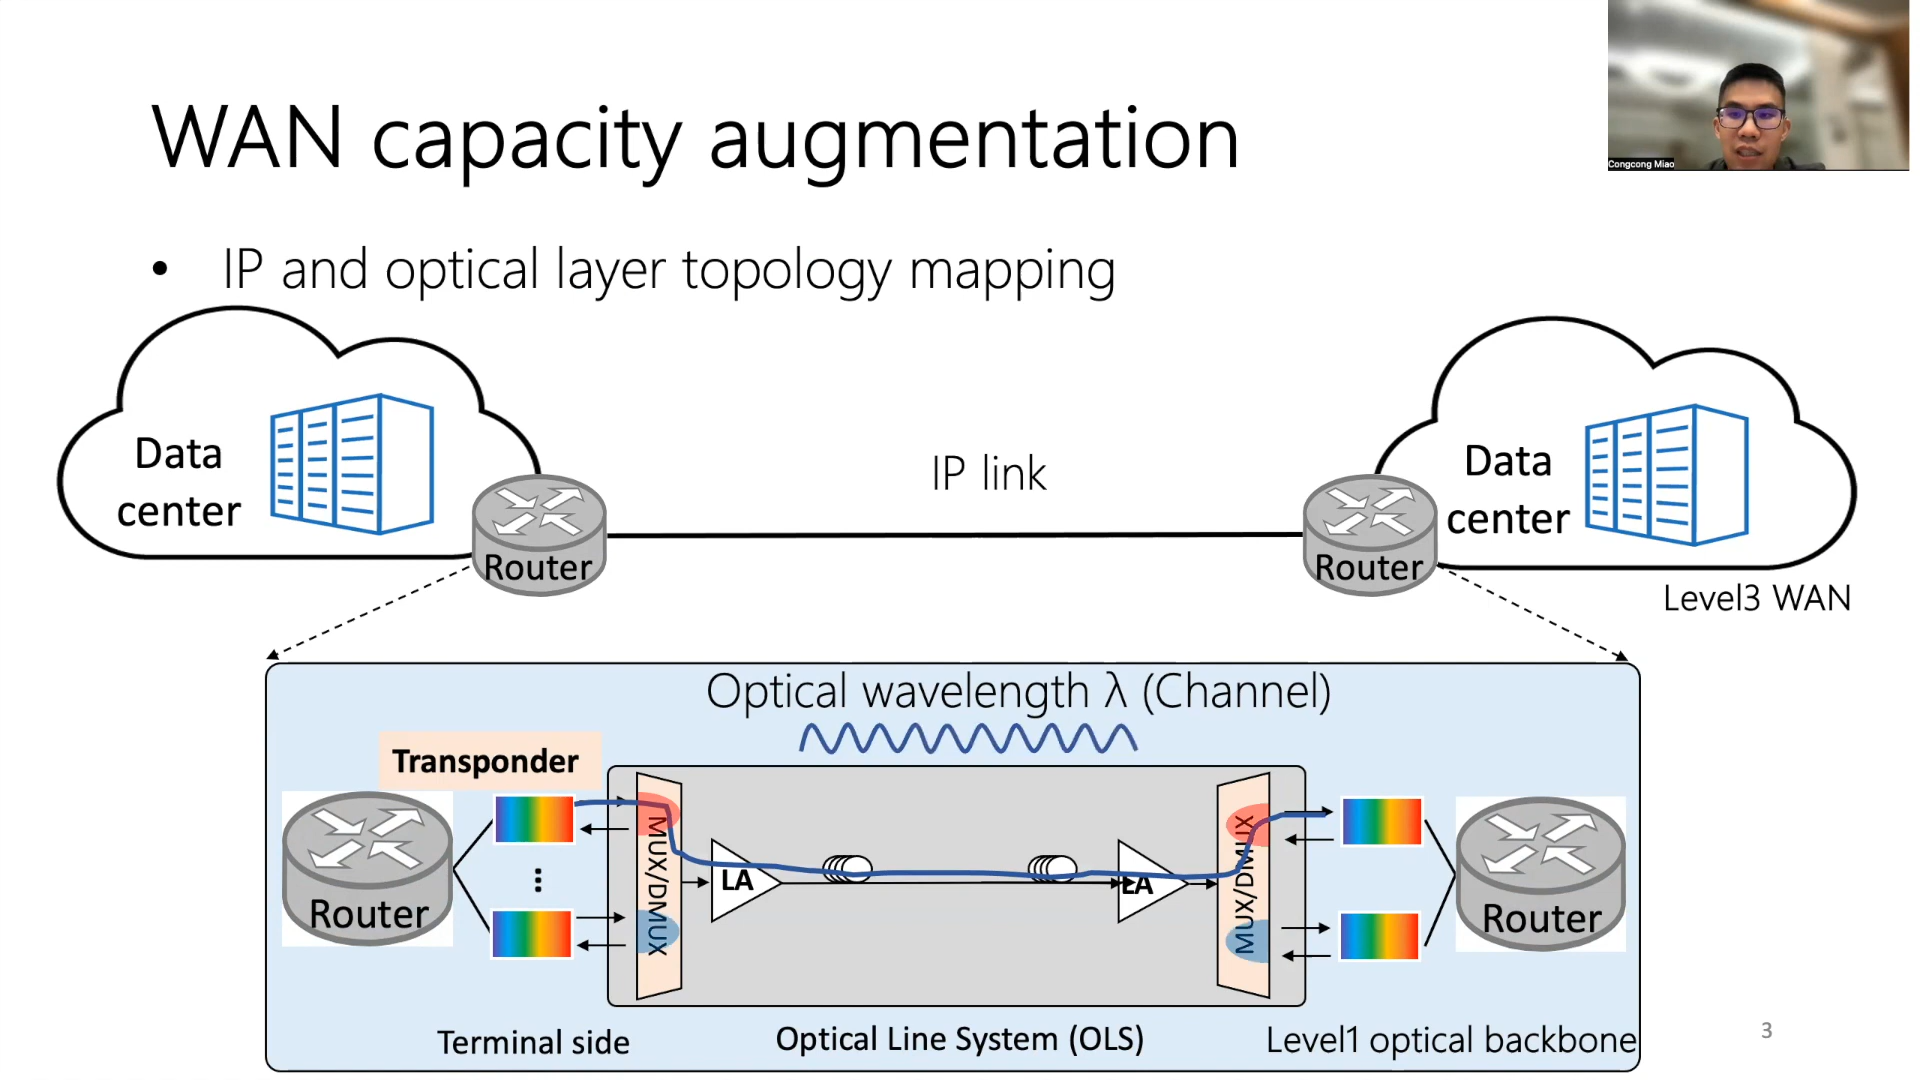 WAN capacity augmentation
Congcong Miao
• IP and optical layer topology mapping
Data
center
Router
IP link
Router
Data
center
Level3 WAN
Optical wavelength λ (Channel)
Transponder
Router
MUX/DMUX
LA
LA
MUX/DMUX
Router
Terminal side
Optical Line System (OLS)
Level1 optical backbone
3